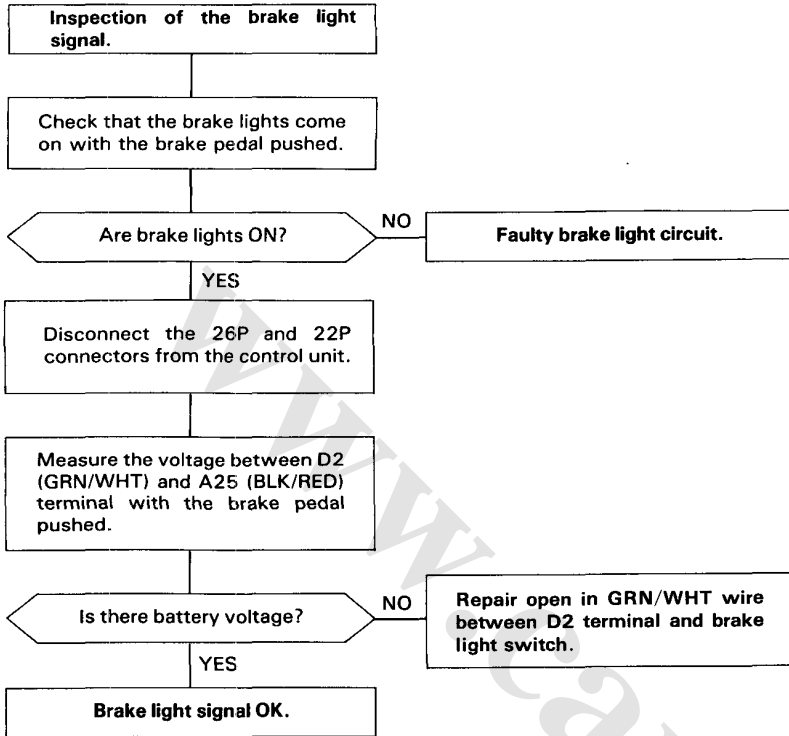 Inspection of the brake light
signal.
Check that the brake lights come
on with the brake pedal pushed.
Are brake lights ON?
NO
Faulty brake light circuit.
YES
Disconnect the 26P and 22P
connectors from the control unit.
Measure the voltage between D2
(GRN/WHT) and A25 (BLK/RED)
terminal with the brake pedal
pushed.
Is there battery voltage?
NO
Repair open in GRN/WHT wire
between D2 terminal and brake
light switch.
YES
Brake light signal OK.
www.ca